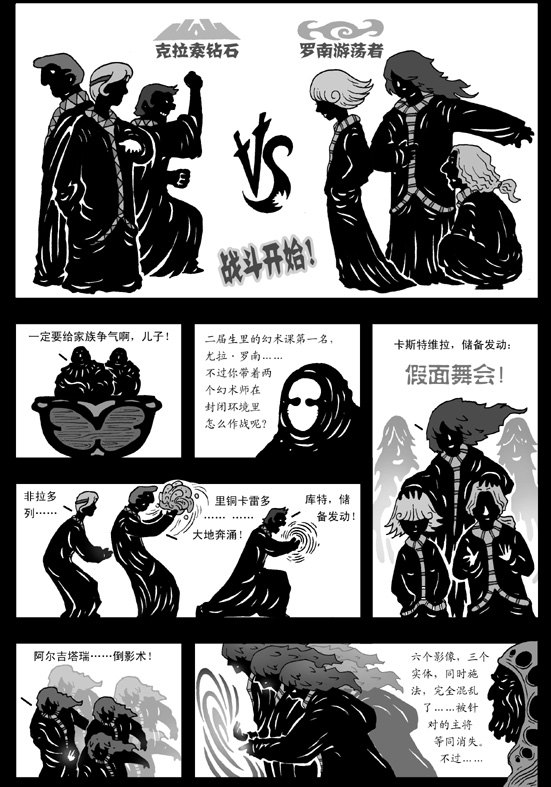 克拉索钻石
罗南游荡者
VS
战斗开始！
一定要给家族争气啊，儿子！
二届生里的幻术课第一名，
尤拉·罗南……
不过你带着两
个幻术师在
封闭环境里
怎么作战呢？
卡斯特维拉，储备发动：
假面舞会！
非拉多
列……
里铜卡雷多
…… ……
大地奔涌！
库特，储
备发动！
阿尔吉塔瑞……倒影术！
六个影像，三个
实体，同时施
法，完全混乱
了……被针
对的主将
等同消失。
不过……